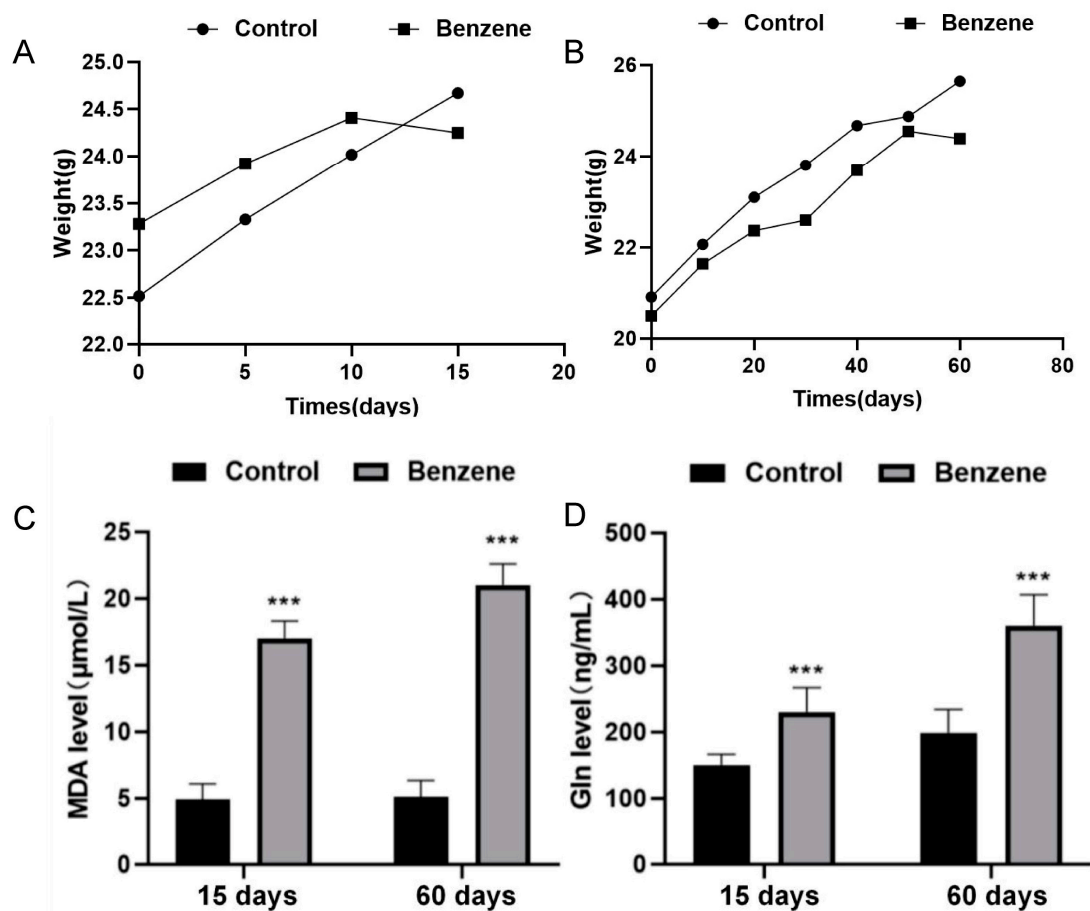 A
Control
Benzene
25.0
24.5
24.0
23.5
23.0
22.5
22.0
Weight(g)
0 5 10 15 20
Times(days)
B
Control
Benzene
26
24
22
20
Weight(g)
0 20 40 60 80
Times(days)
C
Control
Benzene
25
20
15
10
5
0
MDA level(μmol/L)
***
***
15 days
60 days
D
Control
Benzene
500
400
300
200
100
0
Gln level(ng/mL)
***
***
15 days
60 days